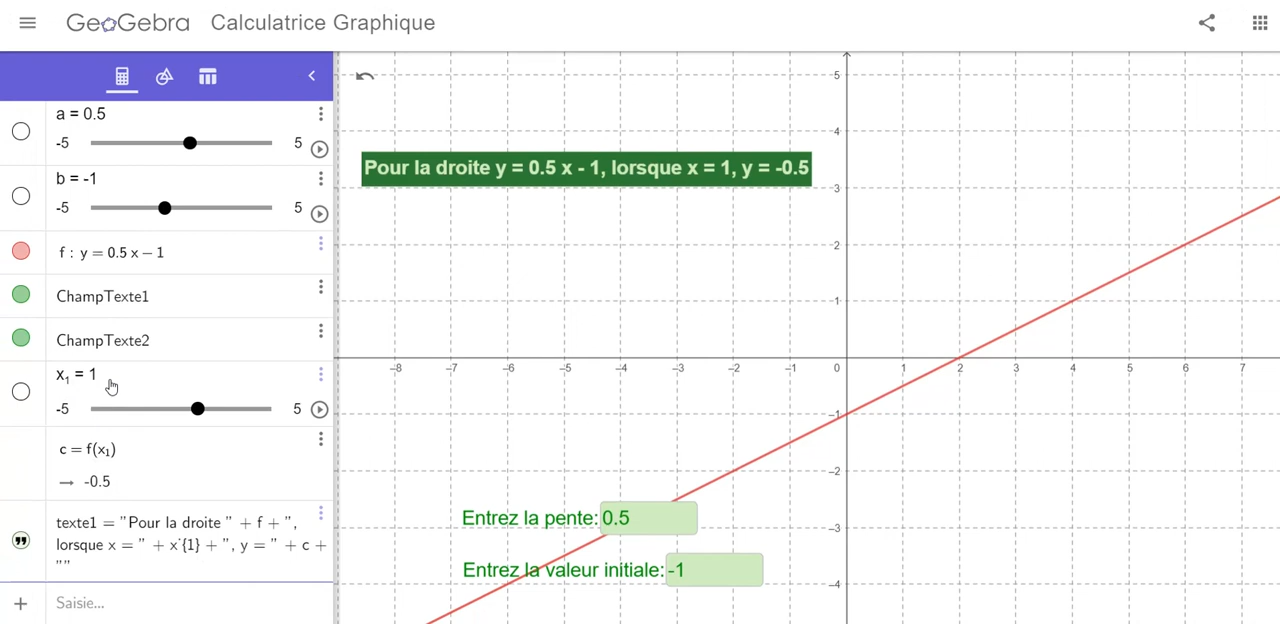 GeoGebra Calculatrice Graphique
a = 0.5
-5 5
b = -1
-5 5
f : y = 0.5 x − 1
ChampTexte1
ChampTexte2
x₁ = 1
-5 5
c = f(x₁)
→ -0.5
texte1 = "Pour la droite " + f + ",
lorsque x = " + x˙{1} + ", y = " + c +
""
+ Saisie...
Pour la droite y = 0.5 x - 1, lorsque x = 1, y = -0.5
5
4
3
2
1
−8 −7 −6 −5 −4 −3 −2 −1 0 1 2 3 4 5 6 7
−1
−2
−3
−4
Entrez la pente: 0.5
Entrez la valeur initiale: -1